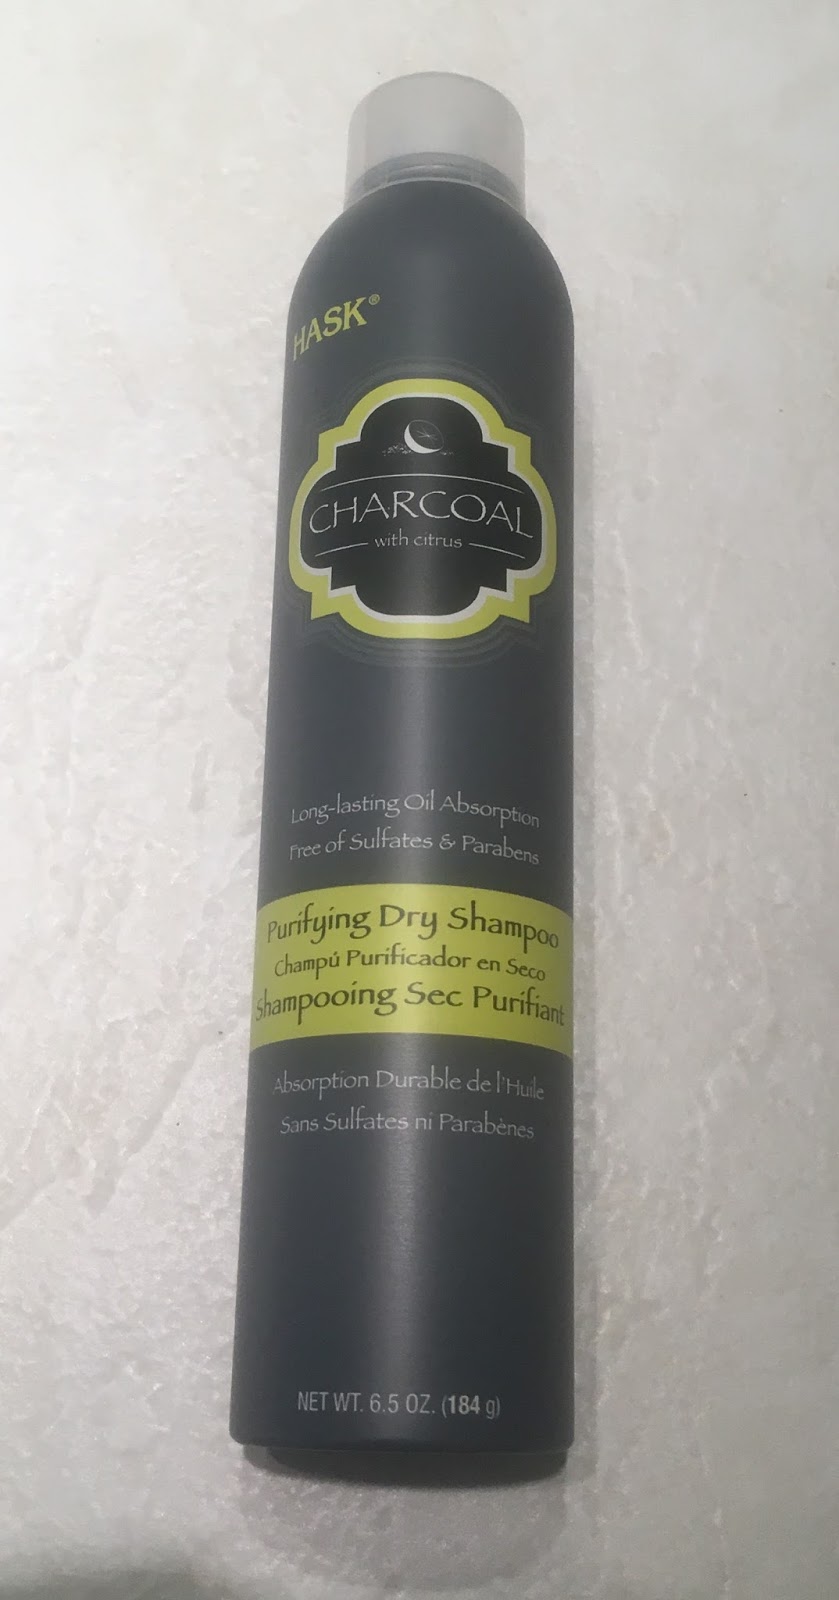 HASK®
CHARCOAL
with citrus
Long-lasting Oil Absorption
Free of Sulfates & Parabens
Purifying Dry Shampoo
Champú Purificador en Seco
Shampooing Sec Purifiant
Absorption Durable de l'Huile
Sans Sulfates ni Parabènes
NET WT. 6.5 OZ. (184 g)